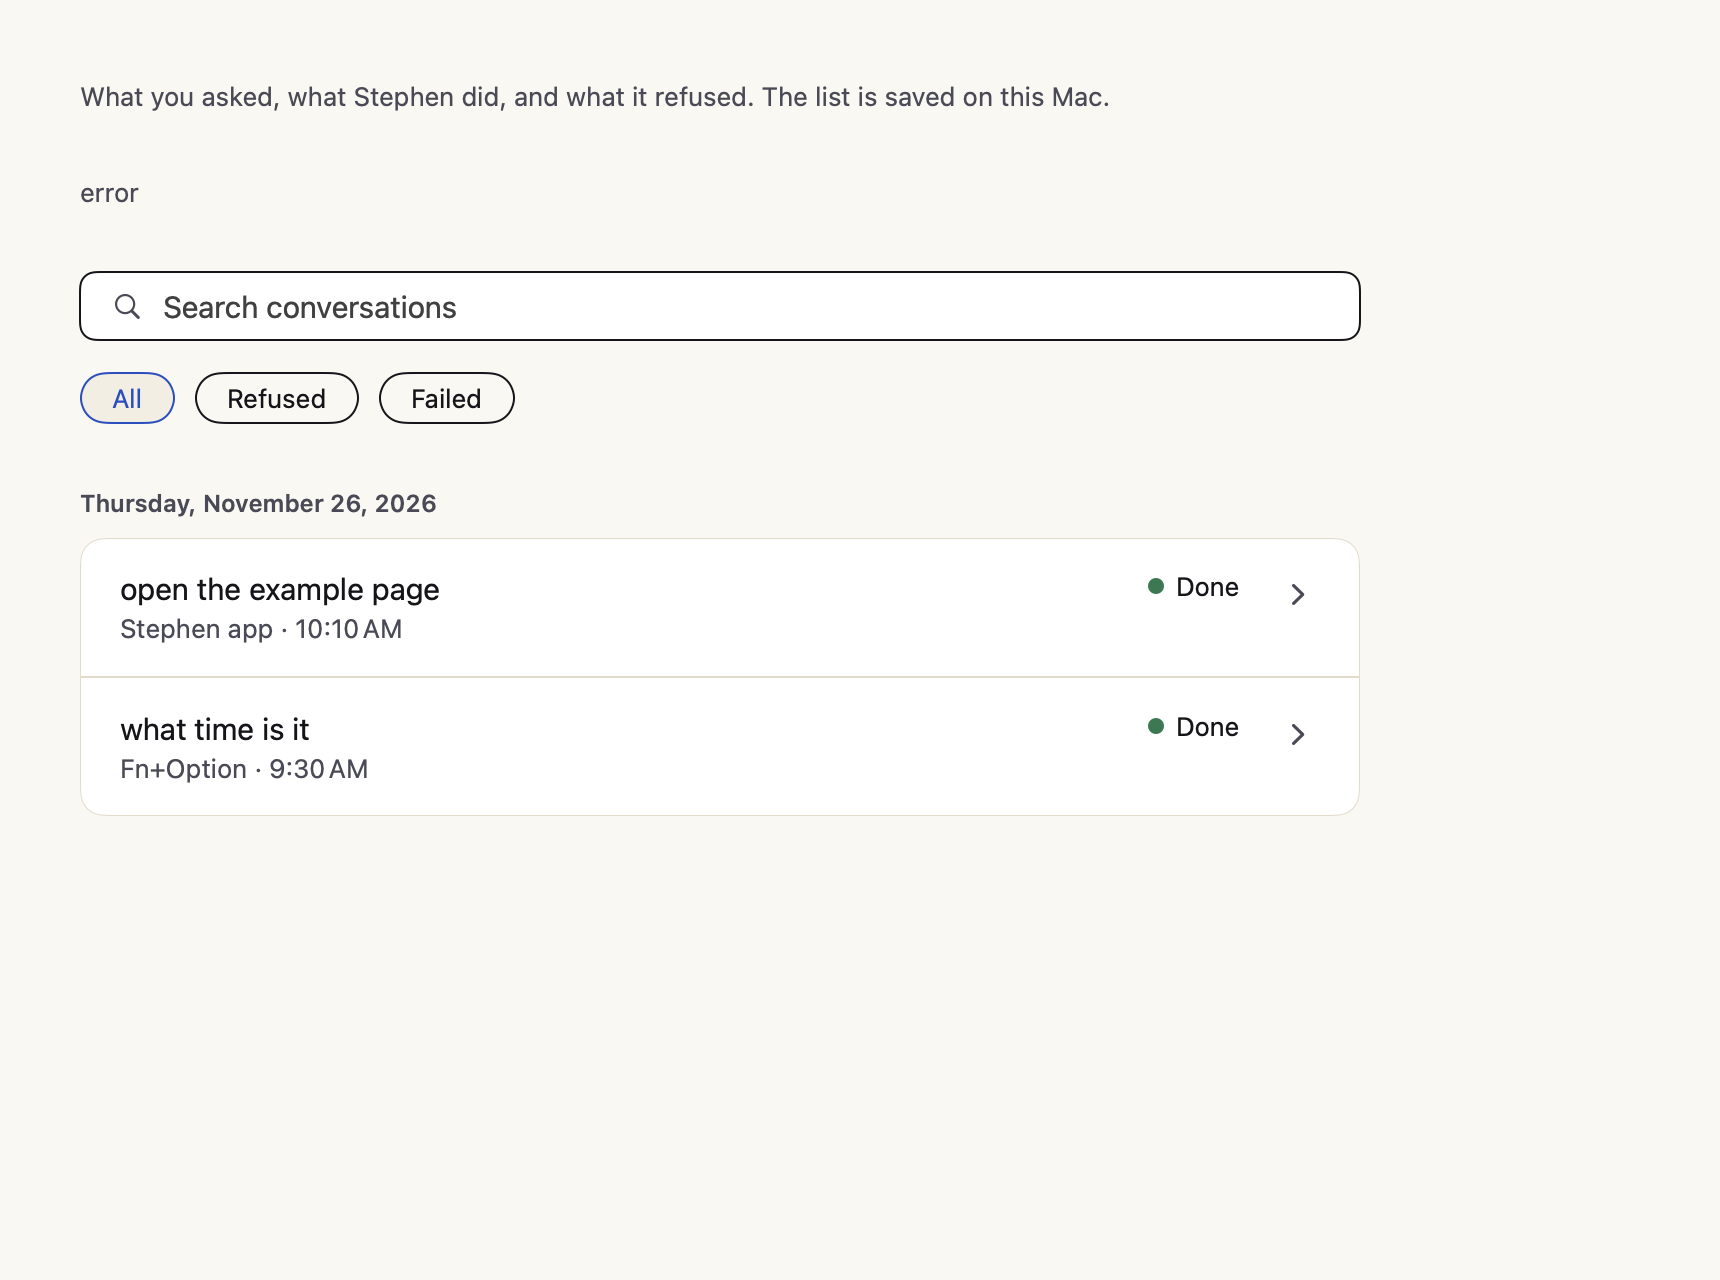 What you asked, what Stephen did, and what it refused. The list is saved on this Mac.
error
Search conversations
All Refused Failed
Thursday, November 26, 2026
open the example page Done
Stephen app · 10:10 AM
what time is it Done
Fn+Option · 9:30 AM